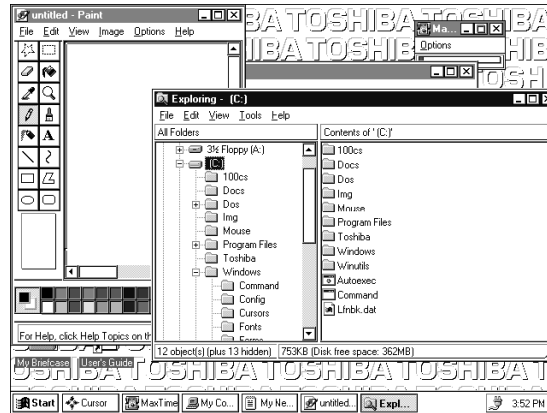 untitled - Paint
File Edit View Image Options Help
TOSHIBA TOSHIBA
Ma...
Options
Exploring - (C:)
File Edit View Tools Help
All Folders
Contents of '(C:)'
3½ Floppy (A:)
(C:)
100cs
Docs
Dos
Img
Mouse
Program Files
Toshiba
Windows
Command
Config
Cursors
Fonts
Forms
100cs
Docs
Dos
Img
Mouse
Program Files
Toshiba
Windows
Winutils
Autoexec
Command
Lfnbk.dat
For Help, click Help Topics on th
12 object(s) (plus 13 hidden)
753KB (Disk free space: 362MB)
My Briefcase
User's Guide
TOSHIBA TOSHIBA TOSHIBA
Start
Cursor
MaxTime
My Co...
My Ne...
untitled...
Expl...
3:52 PM